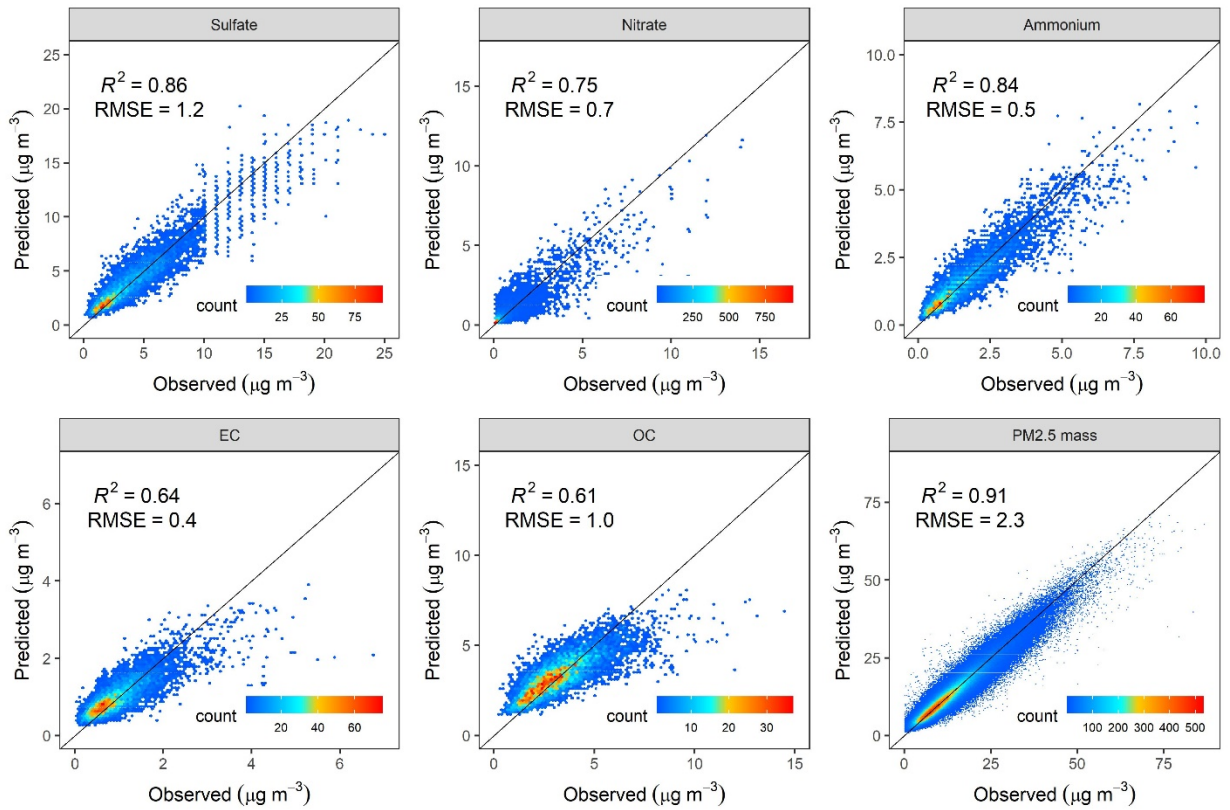 Sulfate
R² = 0.86
RMSE = 1.2
25
20
15
10
5
0
Predicted (μg m⁻³)
count
25 50 75
0 5 10 15 20 25
Observed (μg m⁻³)
Nitrate
R² = 0.75
RMSE = 0.7
15
10
5
0
Predicted (μg m⁻³)
count
250 500 750
0 5 10 15
Observed (μg m⁻³)
Ammonium
R² = 0.84
RMSE = 0.5
10.0
7.5
5.0
2.5
0.0
Predicted (μg m⁻³)
count
20 40 60
0.0 2.5 5.0 7.5 10.0
Observed (μg m⁻³)
EC
R² = 0.64
RMSE = 0.4
6
4
2
0
Predicted (μg m⁻³)
count
20 40 60
0 2 4 6
Observed (μg m⁻³)
OC
R² = 0.61
RMSE = 1.0
15
10
5
0
Predicted (μg m⁻³)
count
10 20 30
0 5 10 15
Observed (μg m⁻³)
PM2.5 mass
R² = 0.91
RMSE = 2.3
75
50
25
0
Predicted (μg m⁻³)
count
100 200 300 400 500
0 25 50 75
Observed (μg m⁻³)